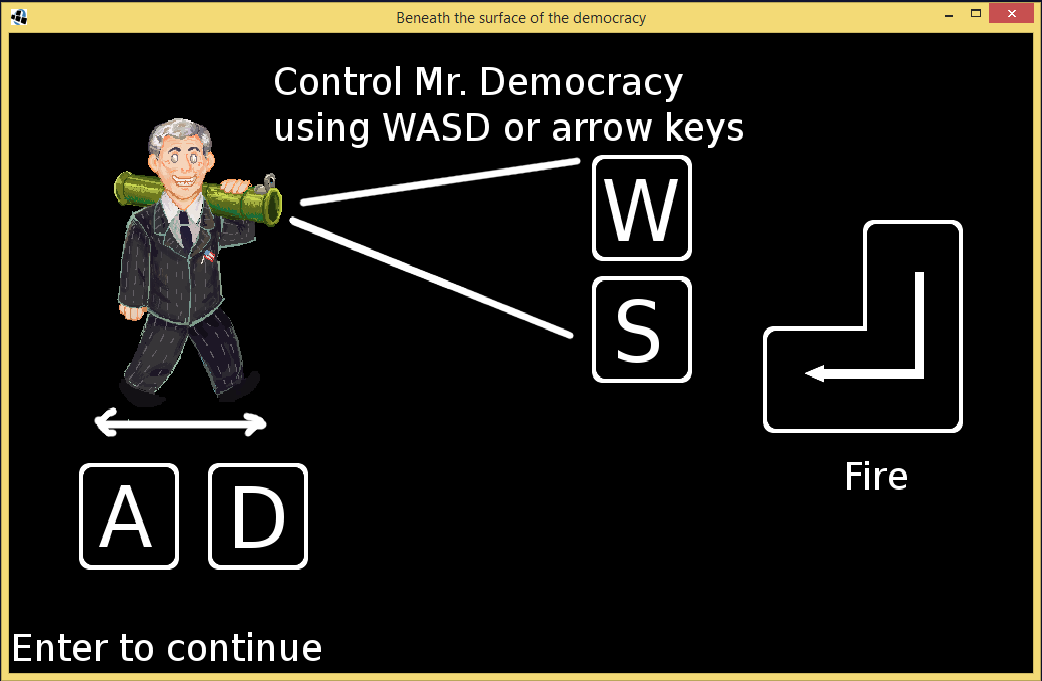 Beneath the surface of the democracy
Control Mr. Democracy
using WASD or arrow keys
W
S
A D
Fire
Enter to continue